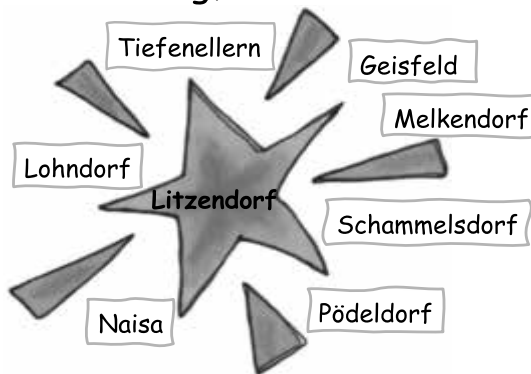 Tiefenellern
Geisfeld
Melkendorf
Lohndorf
Litzendorf
Schammelsdorf
Naisa
Pödeldorf